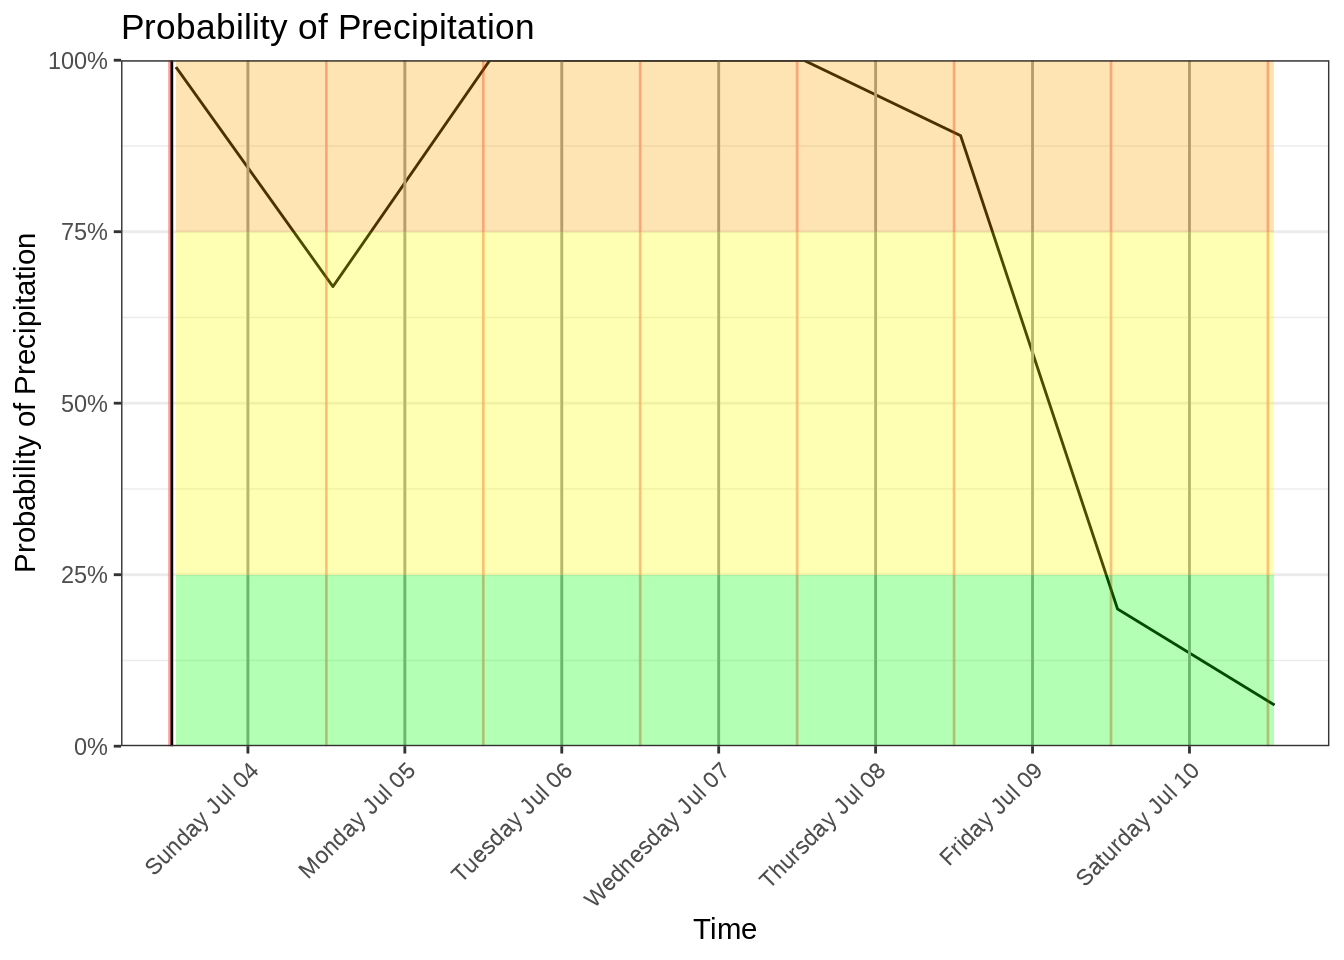 Probability of Precipitation
Probability of Precipitation
100%
75%
50%
25%
0%
Sunday Jul 04
Monday Jul 05
Tuesday Jul 06
Wednesday Jul 07
Thursday Jul 08
Friday Jul 09
Saturday Jul 10
Time